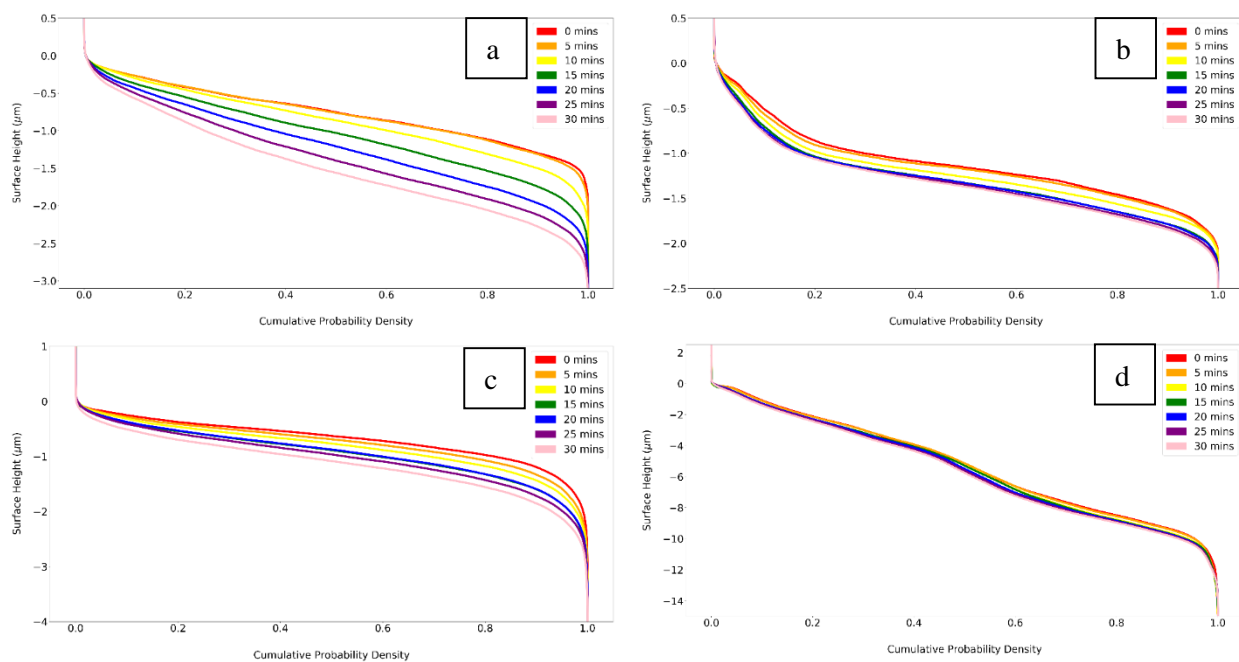 a
0 mins
5 mins
10 mins
15 mins
20 mins
25 mins
30 mins
0.5
0.0
−0.5
−1.0
−1.5
−2.0
−2.5
−3.0
Surface Height (μm)
0.0 0.2 0.4 0.6 0.8 1.0
Cumulative Probability Density
b
0 mins
5 mins
10 mins
15 mins
20 mins
25 mins
30 mins
0.5
0.0
−0.5
−1.0
−1.5
−2.0
−2.5
Surface Height (μm)
0.0 0.2 0.4 0.6 0.8 1.0
Cumulative Probability Density
c
0 mins
5 mins
10 mins
15 mins
20 mins
25 mins
30 mins
1
0
−1
−2
−3
−4
Surface Height (μm)
0.0 0.2 0.4 0.6 0.8 1.0
Cumulative Probability Density
d
0 mins
5 mins
10 mins
15 mins
20 mins
25 mins
30 mins
2
0
−2
−4
−6
−8
−10
−12
−14
Surface Height (μm)
0.0 0.2 0.4 0.6 0.8 1.0
Cumulative Probability Density